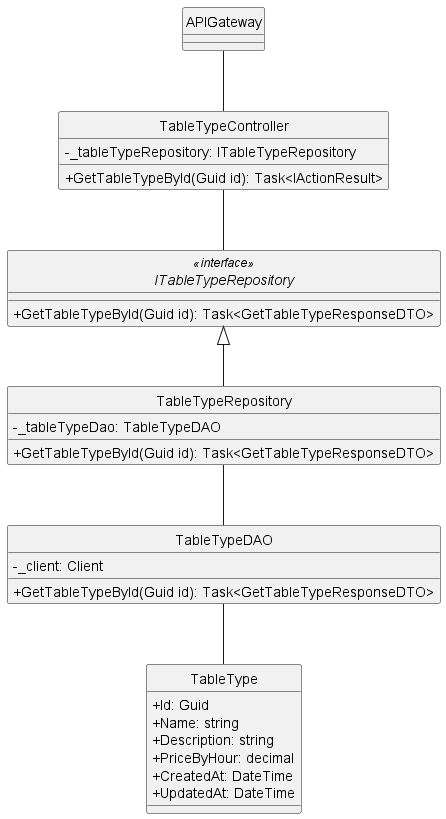 APIGateway
TableTypeController
-_tableTypeRepository: ITableTypeRepository
+GetTableTypeById(Guid id): Task<IActionResult>
«interface»
ITableTypeRepository
+GetTableTypeById(Guid id): Task<GetTableTypeResponseDTO>
TableTypeRepository
-_tableTypeDao: TableTypeDAO
+GetTableTypeById(Guid id): Task<GetTableTypeResponseDTO>
TableTypeDAO
-_client: Client
+GetTableTypeById(Guid id): Task<GetTableTypeResponseDTO>
TableType
+Id: Guid
+Name: string
+Description: string
+PriceByHour: decimal
+CreatedAt: DateTime
+UpdatedAt: DateTime